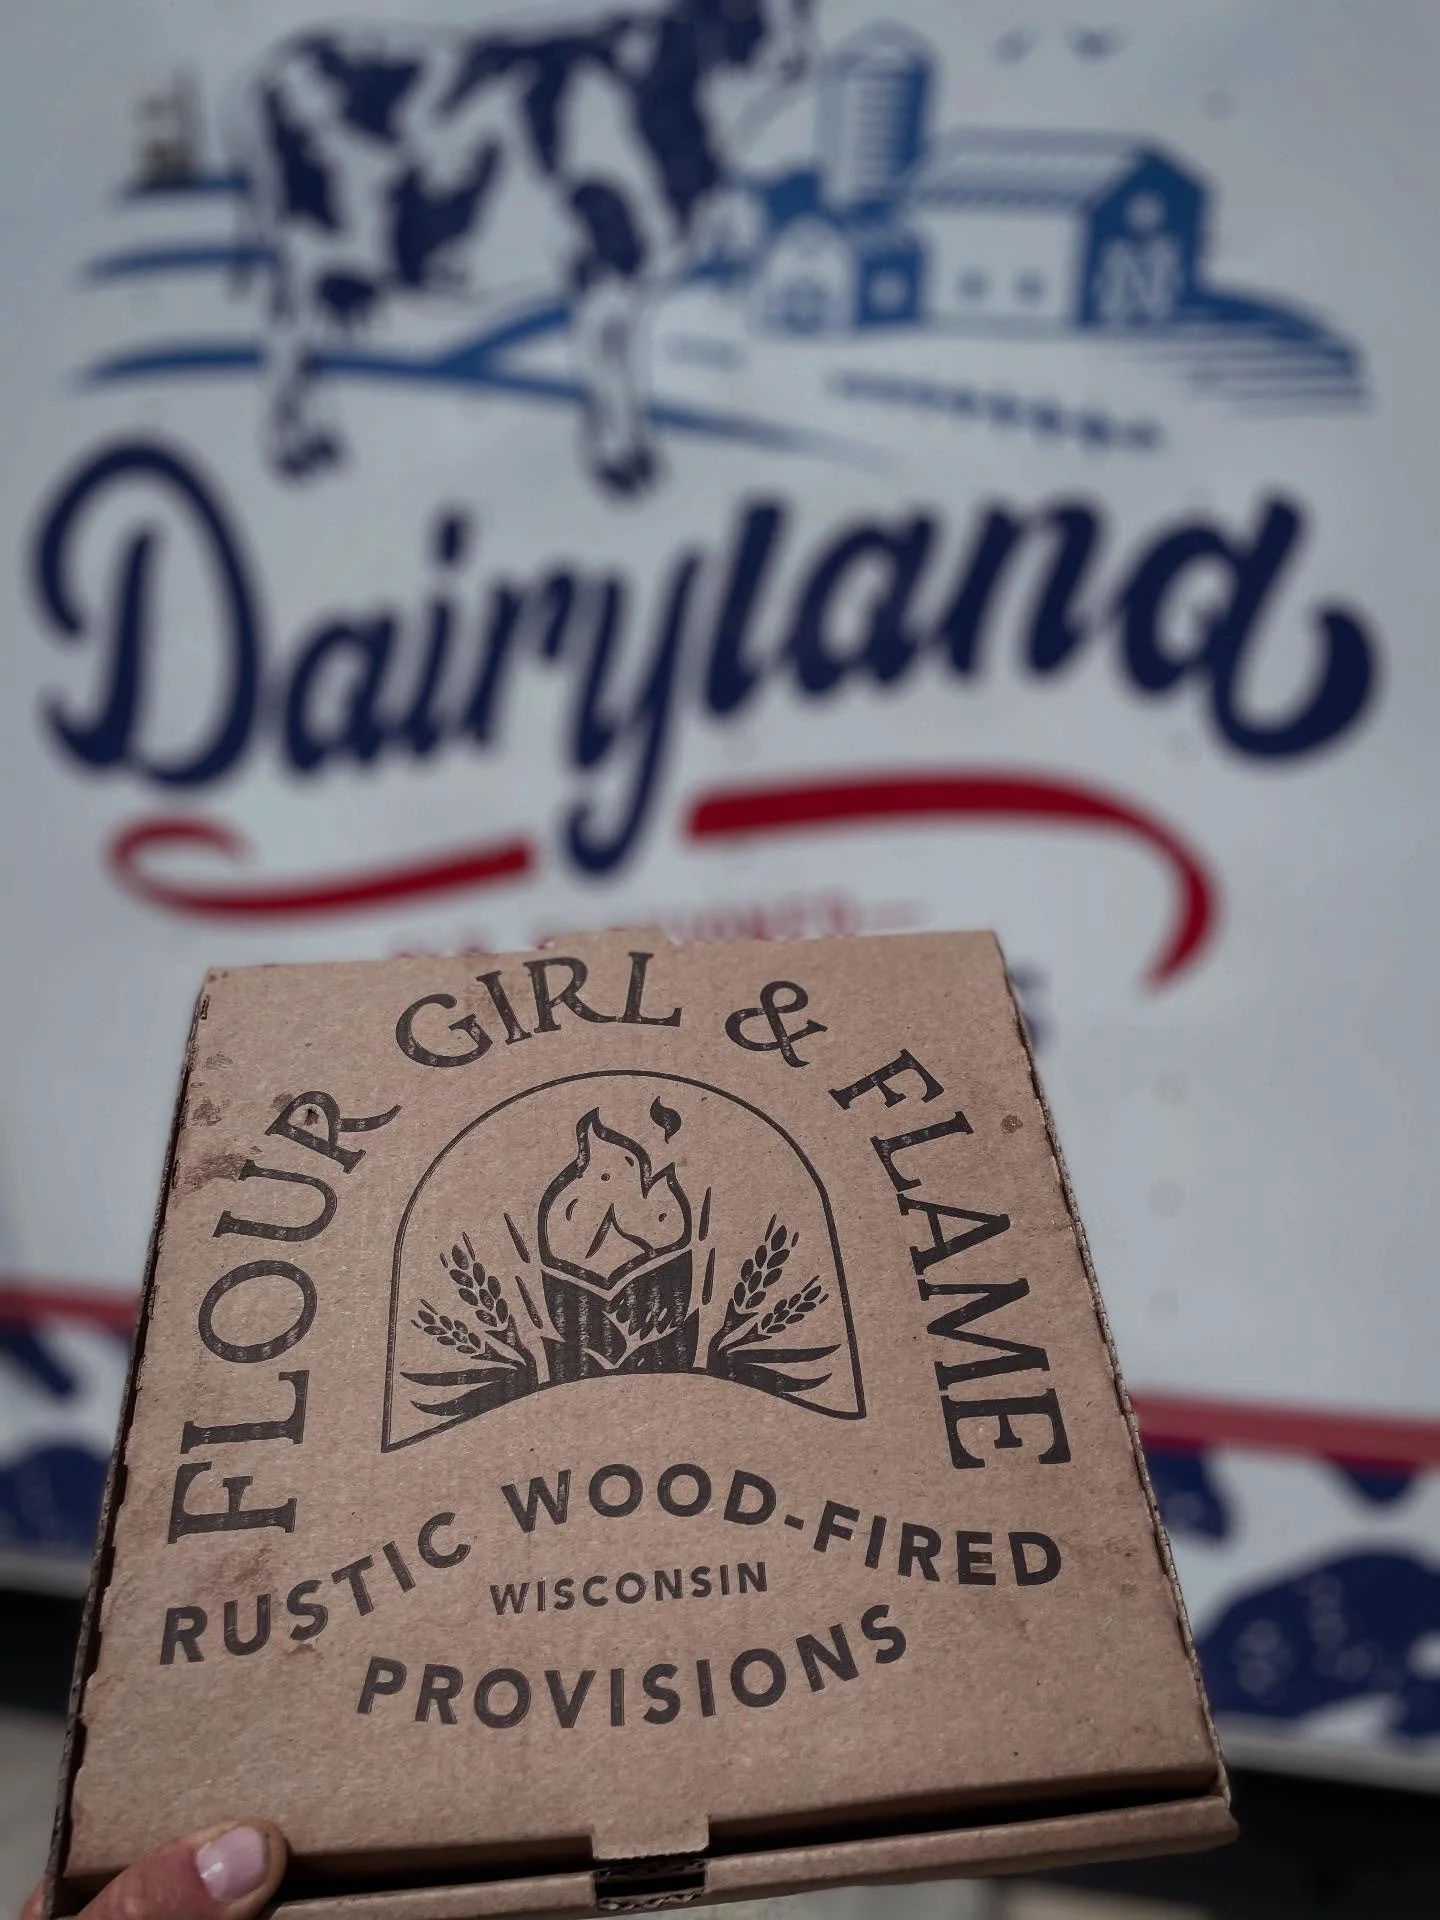 Dairyland
FLOUR GIRL & FLAME
RUSTIC WOOD-FIRED
WISCONSIN
PROVISIONS